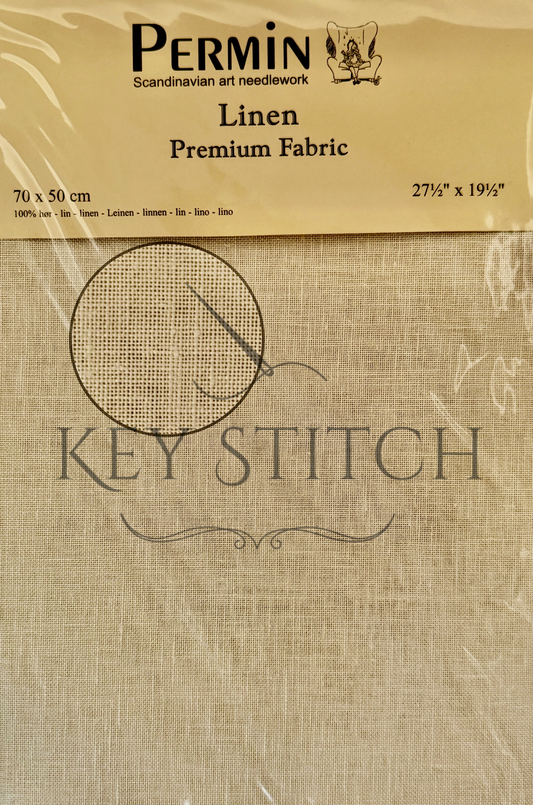 PERMIN
Scandinavian art needlework
Linen
Premium Fabric
70 x 50 cm
27½" x 19½"
100% hør - lin - linen - Leinen - linnen - lin - lino - lino
KEY STITCH